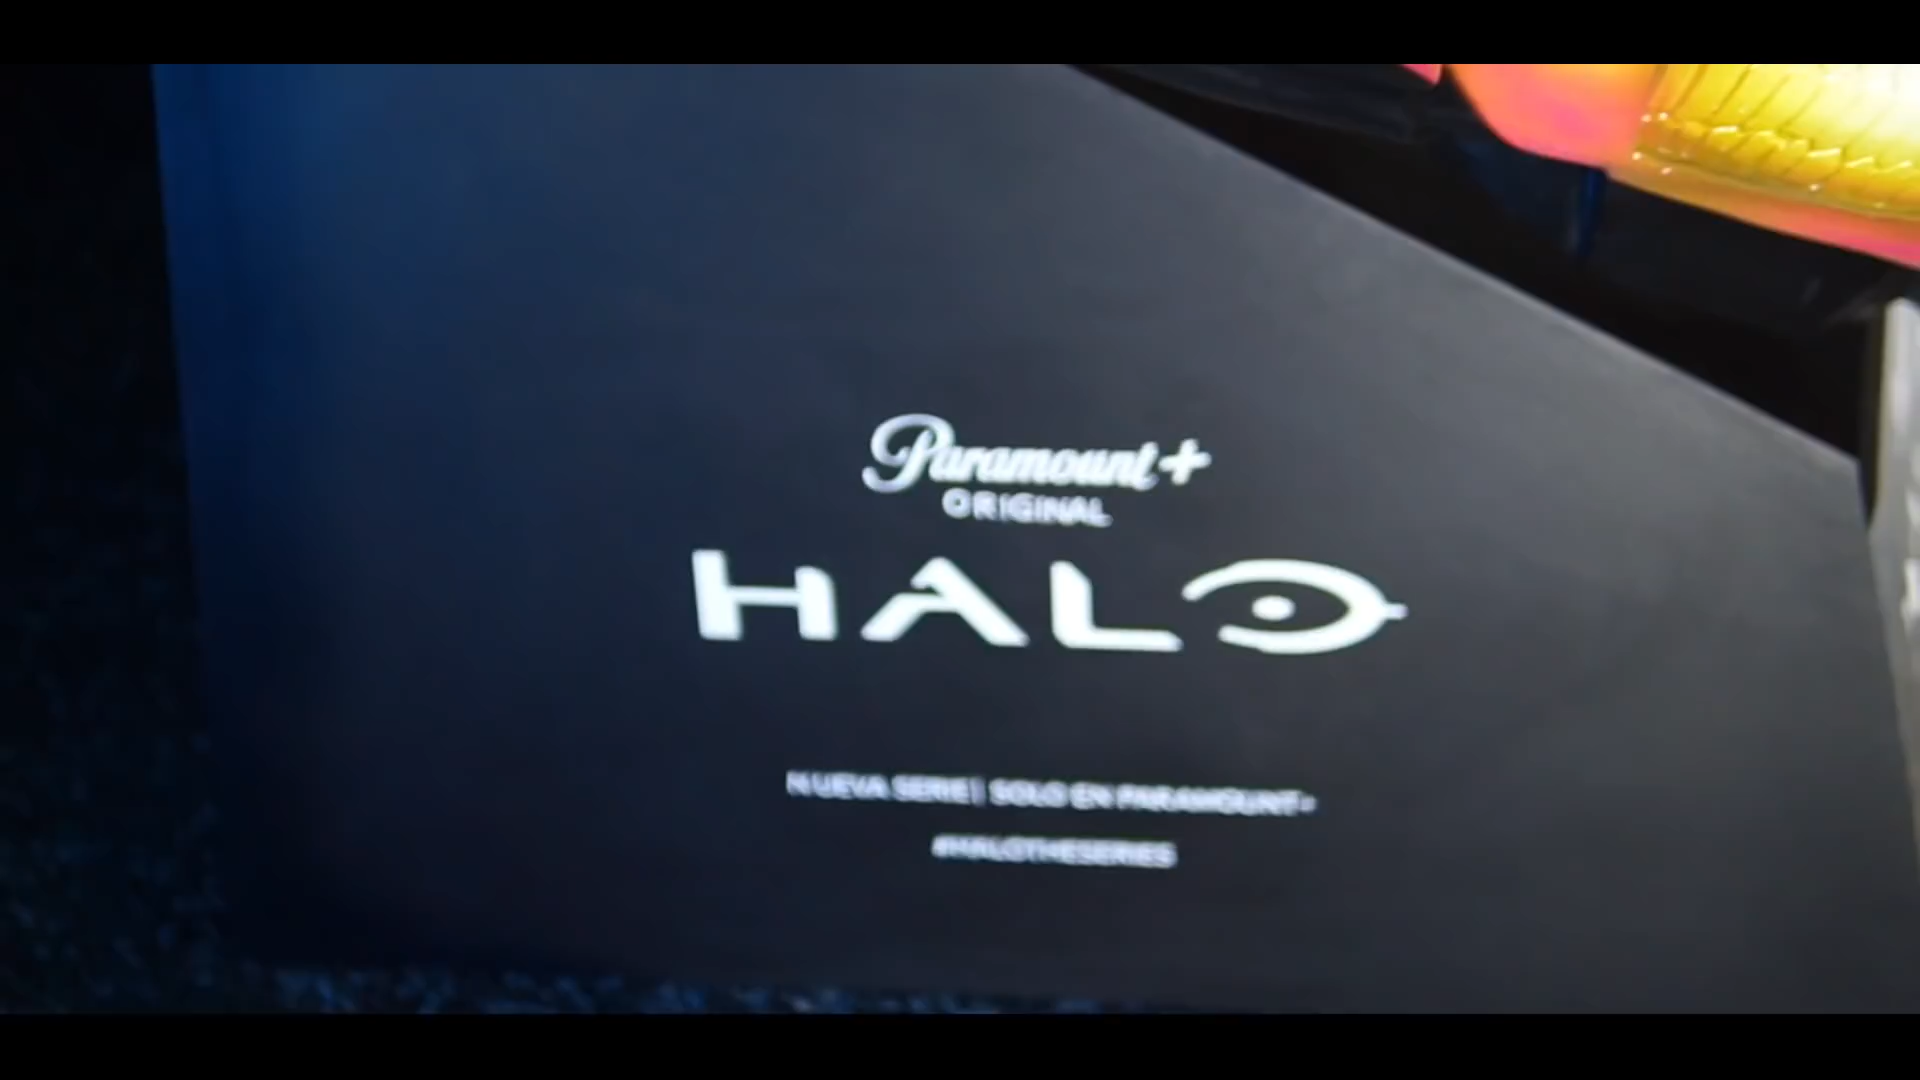 Paramount+
ORIGINAL
HALO
NUEVA SERIE| SOLO EN PARAMOUNT+
#HALOTHESERIES